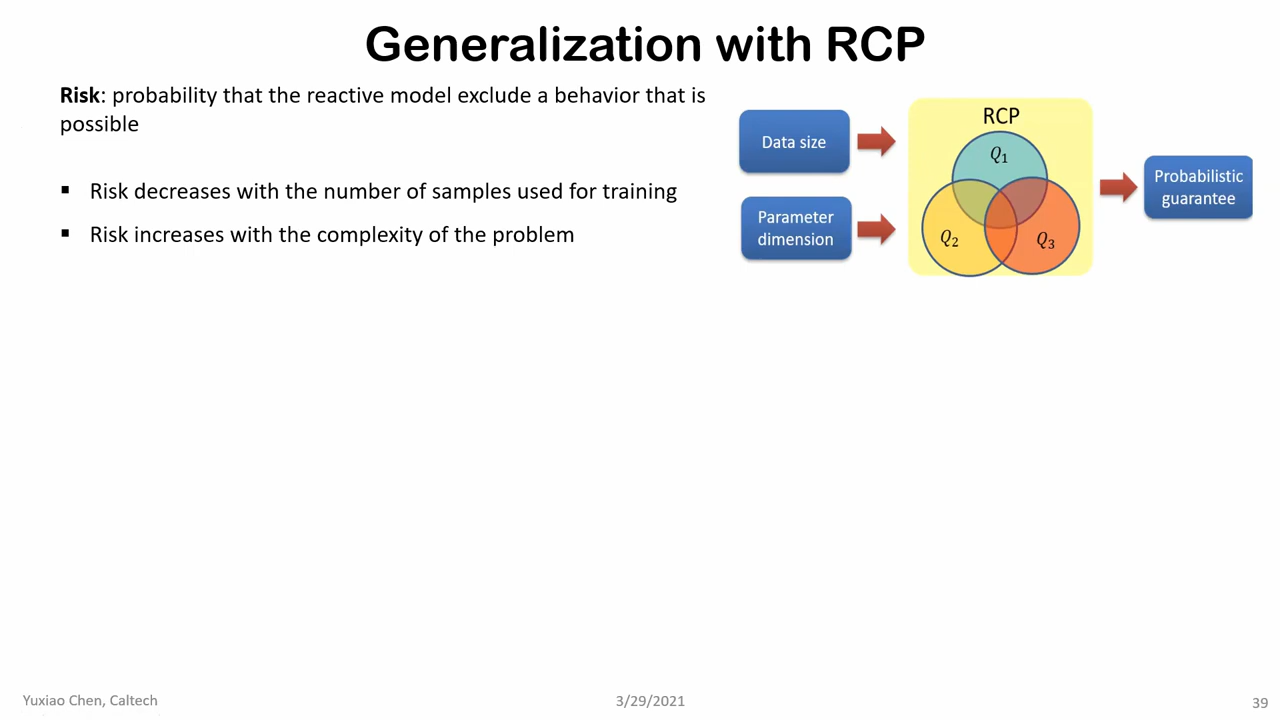 Generalization with RCP
Risk: probability that the reactive model exclude a behavior that is
possible
▪ Risk decreases with the number of samples used for training
▪ Risk increases with the complexity of the problem
Data size
Parameter
dimension
RCP
Q₁
Q₂
Q₃
Probabilistic
guarantee
Yuxiao Chen, Caltech
3/29/2021
39